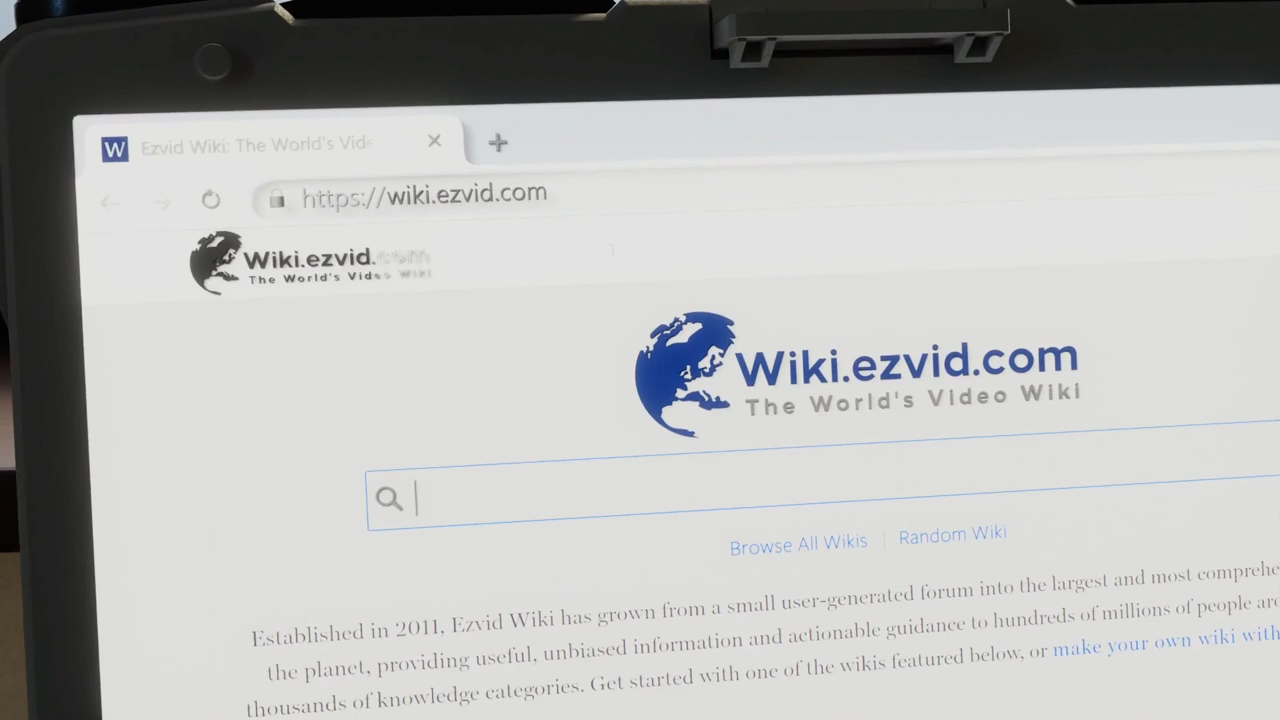 W Ezvid Wiki: The World's Vide
https://wiki.ezvid.com
Wiki.ezvid.com
The World's Video Wiki
Wiki.ezvid.com
The World's Video Wiki
Browse All Wikis | Random Wiki
Established in 2011, Ezvid Wiki has grown from a small user-generated forum into the largest and most comprehe
the planet, providing useful, unbiased information and actionable guidance to hundreds of millions of people
thousands of knowledge categories. Get started with one of the wikis featured below, or make your own wiki with